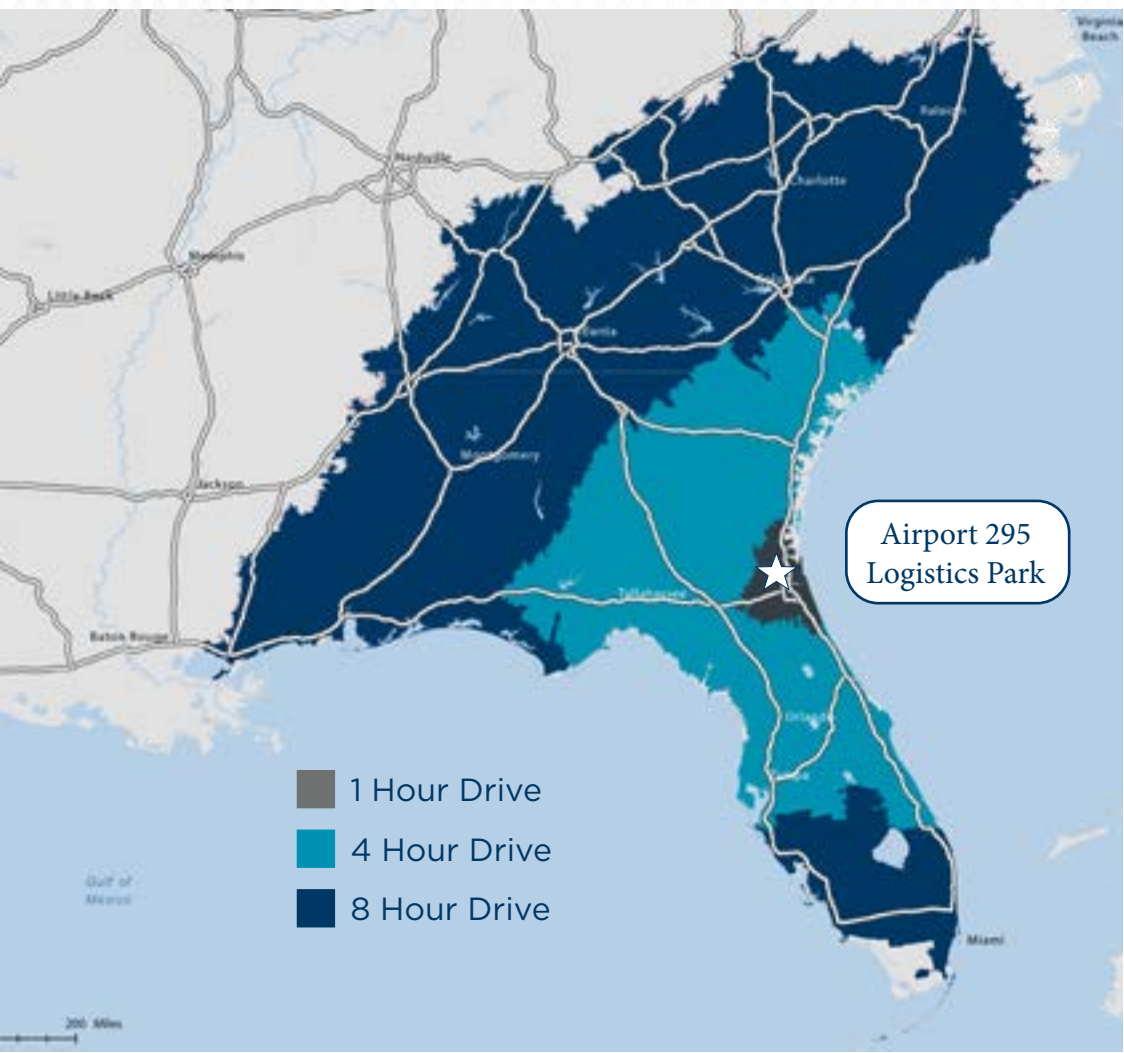 Virginia
Beach
Raleigh
Nashville
Charlotte
Memphis
Little Rock
Montgomery
Jackson
Airport 295
Logistics Park
Tallahassee
Baton Rouge
Orlando
1 Hour Drive
4 Hour Drive
8 Hour Drive
Gulf of
Mexico
Miami
200 Miles